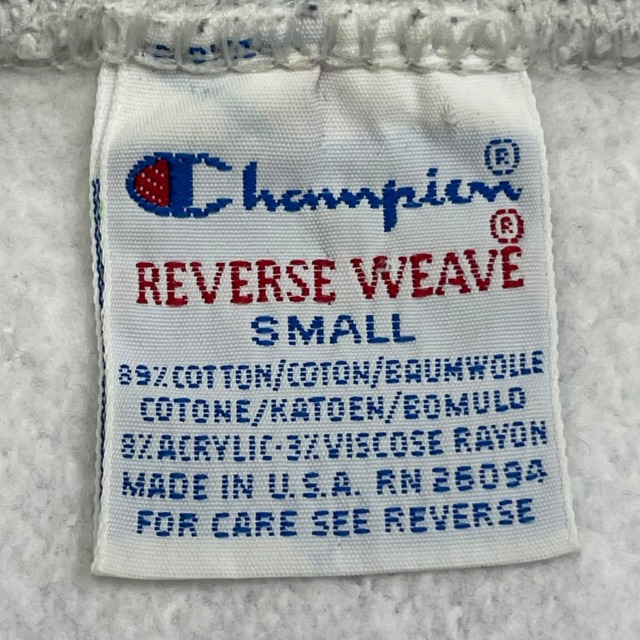 Champion®
REVERSE WEAVE®
SMALL
89% COTTON/COTON/BAUMWOLLE
COTONE/KATOEN/BOMULD
8% ACRYLIC·3% VISCOSE RAYON
MADE IN U.S.A. RN 26094
FOR CARE SEE REVERSE